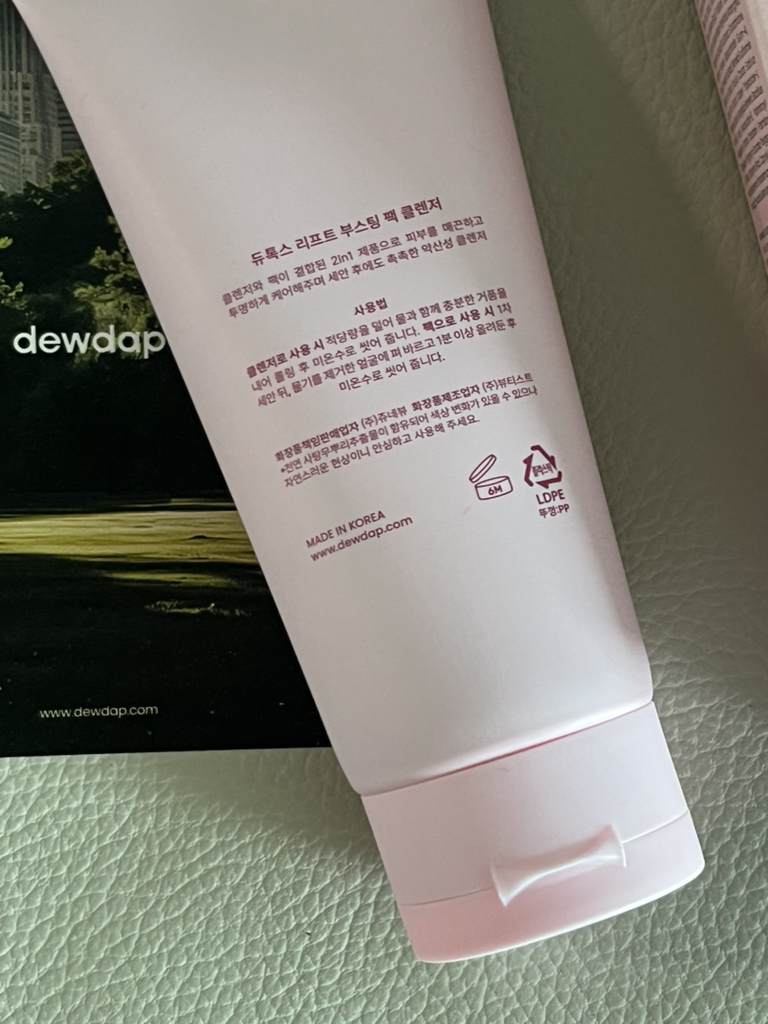 듀톡스 리프트 부스팅 팩 클렌저
클렌저와 팩이 결합된 2in1 제품으로 피부를 매끈하고
투명하게 케어해주며 세안 후에도 촉촉한 약산성 클렌저
사용법
클렌저로 사용 시 적당량을 덜어 물과 함께 충분한 거품을
내어 롤링 후 미온수로 씻어 줍니다. 팩으로 사용 시 1차
세안 뒤, 물기를 제거한 얼굴에 펴 바르고 1분 이상 올려둔 후
미온수로 씻어 줍니다.
화장품책임판매업자 (주)쥬네뷰 화장품제조업자 (주)뷰티스트
*천연 사탕무뿌리추출물이 함유되어 색상 변화가 있을 수 있으나
자연스러운 현상이니 안심하고 사용해 주세요.
6M
플라스틱
LDPE
뚜껑:PP
MADE IN KOREA
www.dewdap.com
dewdap
www.dewdap.com